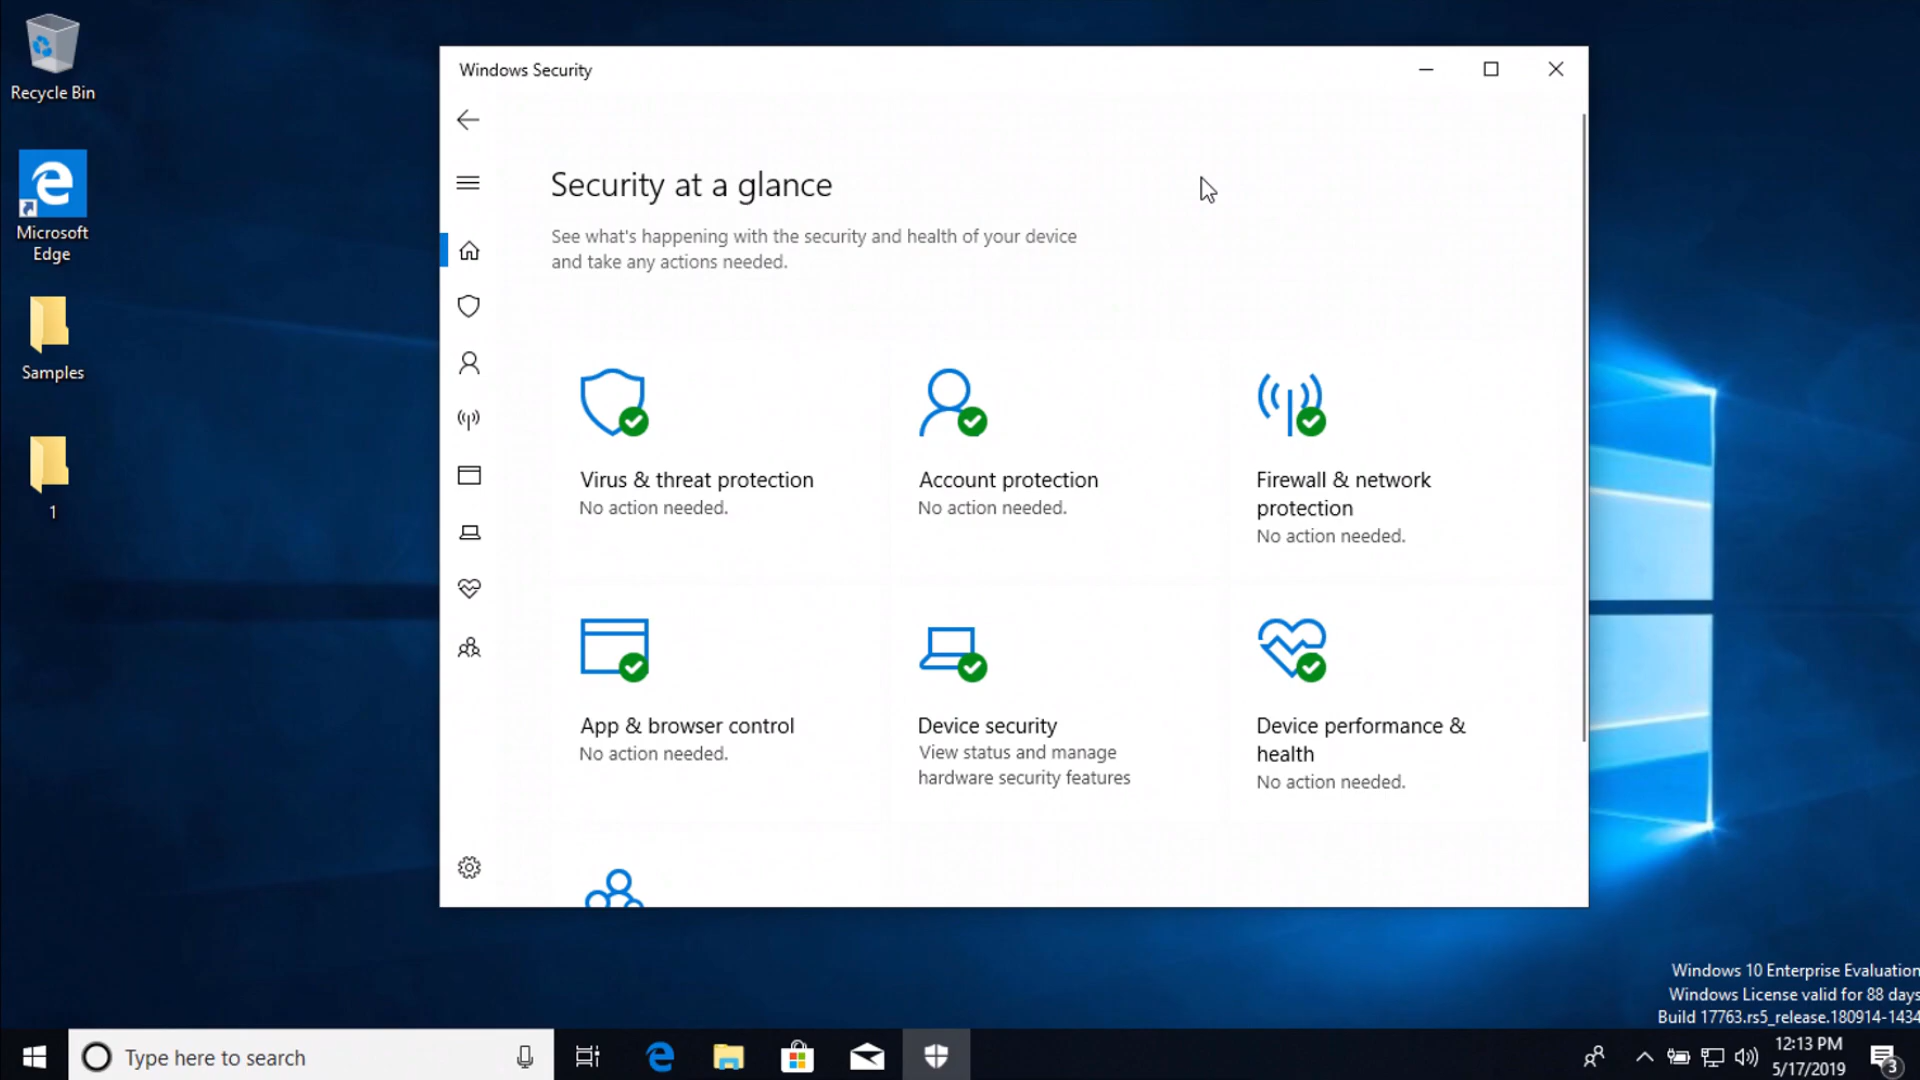 Recycle Bin
Microsoft
Edge
Samples
1
Windows Security
Security at a glance
See what's happening with the security and health of your device
and take any actions needed.
Virus & threat protection
No action needed.
Account protection
No action needed.
Firewall & network
protection
No action needed.
App & browser control
No action needed.
Device security
View status and manage
hardware security features
Device performance &
health
No action needed.
Windows 10 Enterprise Evaluation
Windows License valid for 88 days
Build 17763.rs5_release.180914-1434
Type here to search
12:13 PM
5/17/2019
3